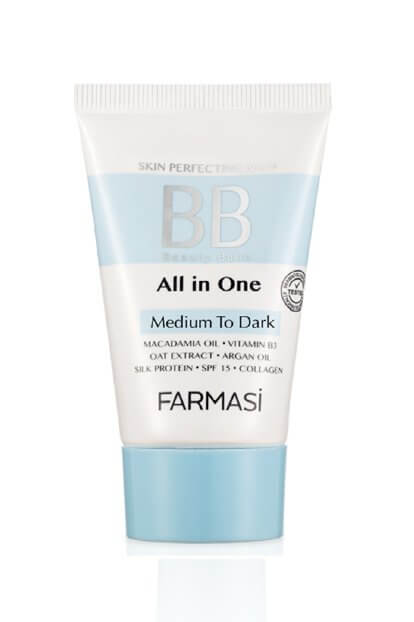 SKIN PERFECTING
BB
Beauty Balm
All in One
TESTED
Medium To Dark
MACADAMIA OIL • VITAMIN B3
OAT EXTRACT • ARGAN OIL
SILK PROTEIN • SPF 15 • COLLAGEN
FARMASİ